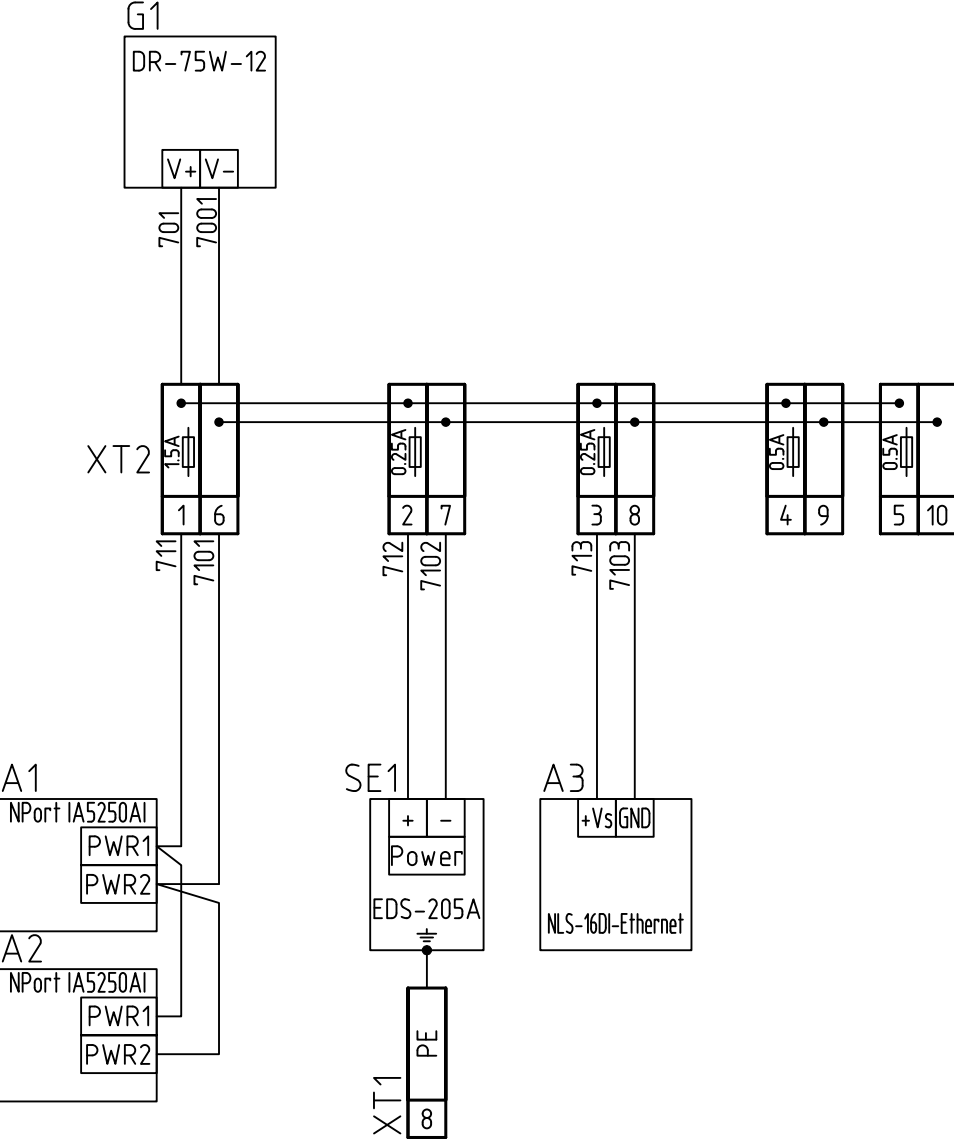 G1
DR-75W-12
V+ V-
701 7001
XT2
1.5A 0.25A 0.25A 0.5A 0.5A
1 6 2 7 3 8 4 9 5 10
711 7101 712 7102 713 7103
A1 SE1 A3
NPort IA5250AI
+ - +Vs GND
PWR1
Power
PWR2
EDS-205A
NLS-16DI-Ethernet
A2
NPort IA5250AI
PWR1
PWR2
PE
XT1
8